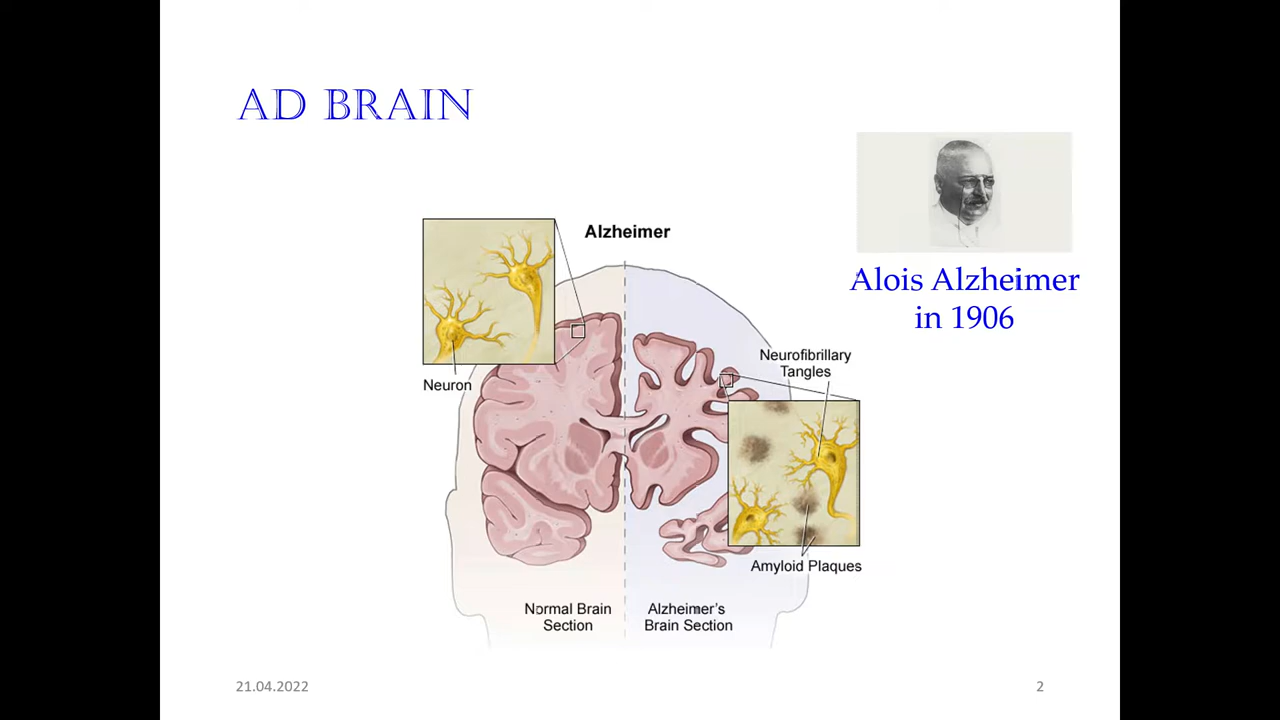 AD BRAIN
Alzheimer
Alois Alzheimer
in 1906
Neurofibrillary
Tangles
Neuron
Amyloid Plaques
Normal Brain
Section
Alzheimer's
Brain Section
21.04.2022
2